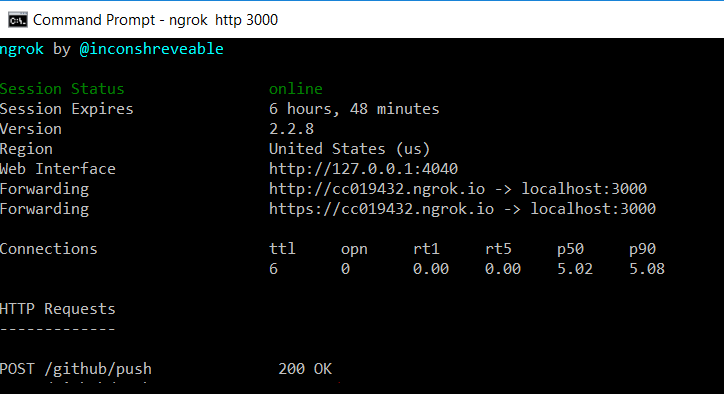 Command Prompt - ngrok http 3000
ngrok by @inconshreveable
Session Status online
Session Expires 6 hours, 48 minutes
Version 2.2.8
Region United States (us)
Web Interface http://127.0.0.1:4040
Forwarding http://cc019432.ngrok.io -> localhost:3000
Forwarding https://cc019432.ngrok.io -> localhost:3000
Connections ttl opn rt1 rt5 p50 p90
6 0 0.00 0.00 5.02 5.08
HTTP Requests
-------------
POST /github/push 200 OK